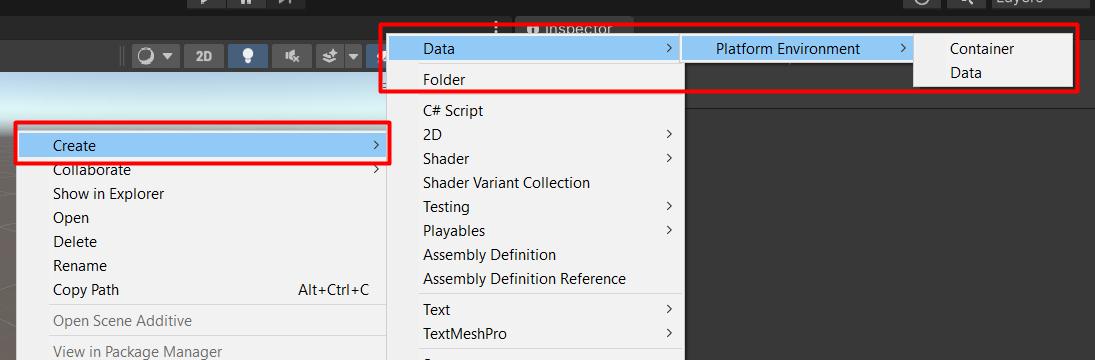 Layers
Inspector
2D
Data
Platform Environment
Container
Data
Folder
C# Script
2D
Shader
Shader Variant Collection
Testing
Playables
Assembly Definition
Assembly Definition Reference
Text
TextMeshPro
Create
Collaborate
Show in Explorer
Open
Delete
Rename
Copy Path Alt+Ctrl+C
Open Scene Additive
View in Package Manager